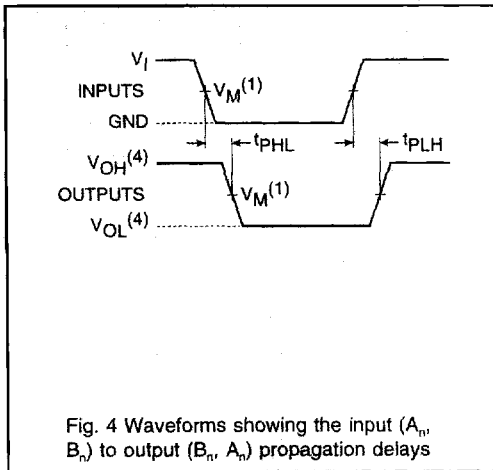 V_I
INPUTS
V_M^(1)
GND
t_PHL
t_PLH
V_OH^(4)
OUTPUTS
V_M^(1)
V_OL^(4)
Fig. 4 Waveforms showing the input (A_n,
B_n) to output (B_n, A_n) propagation delays